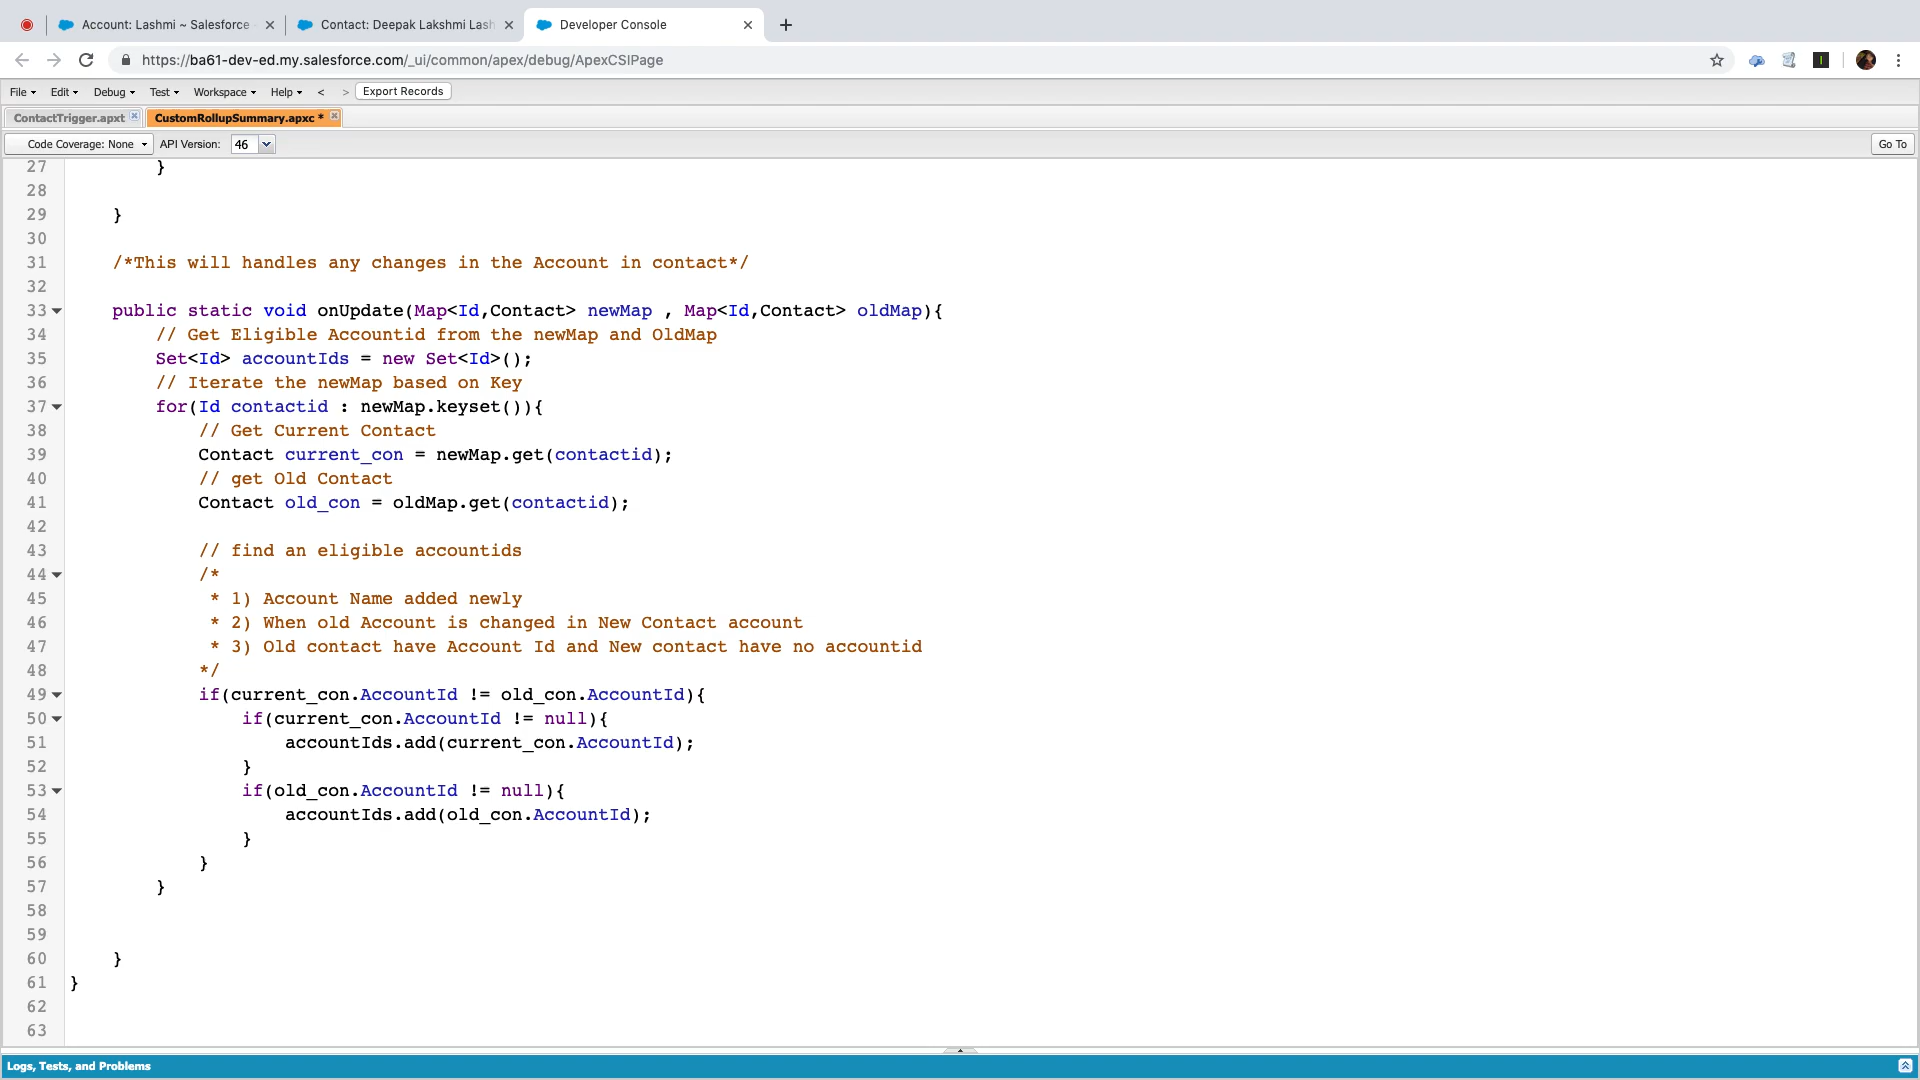 Account: Lashmi ~ Salesforce -
Contact: Deepak Lakshmi Lash
Developer Console
https://ba61-dev-ed.my.salesforce.com/_ui/common/apex/debug/ApexCSIPage
File Edit Debug Test Workspace Help < > Export Records
ContactTrigger.apxt
CustomRollupSummary.apxc *
Code Coverage: None API Version: 46 Go To
27 }
28
29 }
30
31 /*This will handles any changes in the Account in contact*/
32
33 public static void onUpdate(Map<Id,Contact> newMap , Map<Id,Contact> oldMap){
34 // Get Eligible Accountid from the newMap and OldMap
35 Set<Id> accountIds = new Set<Id>();
36 // Iterate the newMap based on Key
37 for(Id contactid : newMap.keyset()){
38 // Get Current Contact
39 Contact current_con = newMap.get(contactid);
40 // get Old Contact
41 Contact old_con = oldMap.get(contactid);
42
43 // find an eligible accountids
44 /*
45 * 1) Account Name added newly
46 * 2) When old Account is changed in New Contact account
47 * 3) Old contact have Account Id and New contact have no accountid
48 */
49 if(current_con.AccountId != old_con.AccountId){
50 if(current_con.AccountId != null){
51 accountIds.add(current_con.AccountId);
52 }
53 if(old_con.AccountId != null){
54 accountIds.add(old_con.AccountId);
55 }
56 }
57 }
58
59
60 }
61 }
62
63
Logs, Tests, and Problems